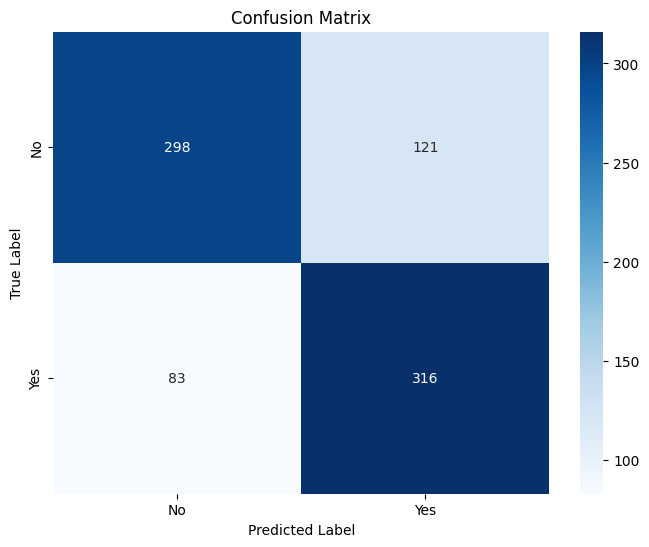 Confusion Matrix
True Label
No
298
121
Yes
83
316
No
Yes
Predicted Label
300
250
200
150
100